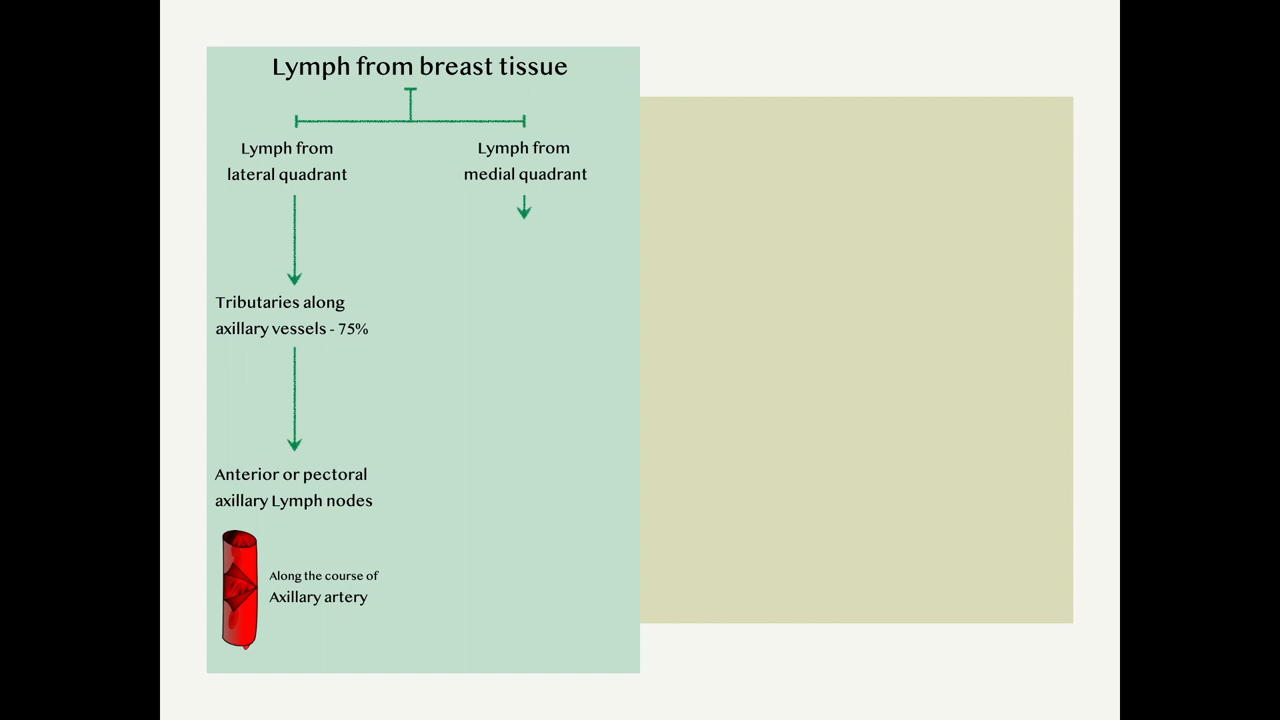 Lymph from breast tissue
Lymph from
lateral quadrant
Lymph from
medial quadrant
Tributaries along
axillary vessels - 75%
Anterior or pectoral
axillary Lymph nodes
Along the course of
Axillary artery